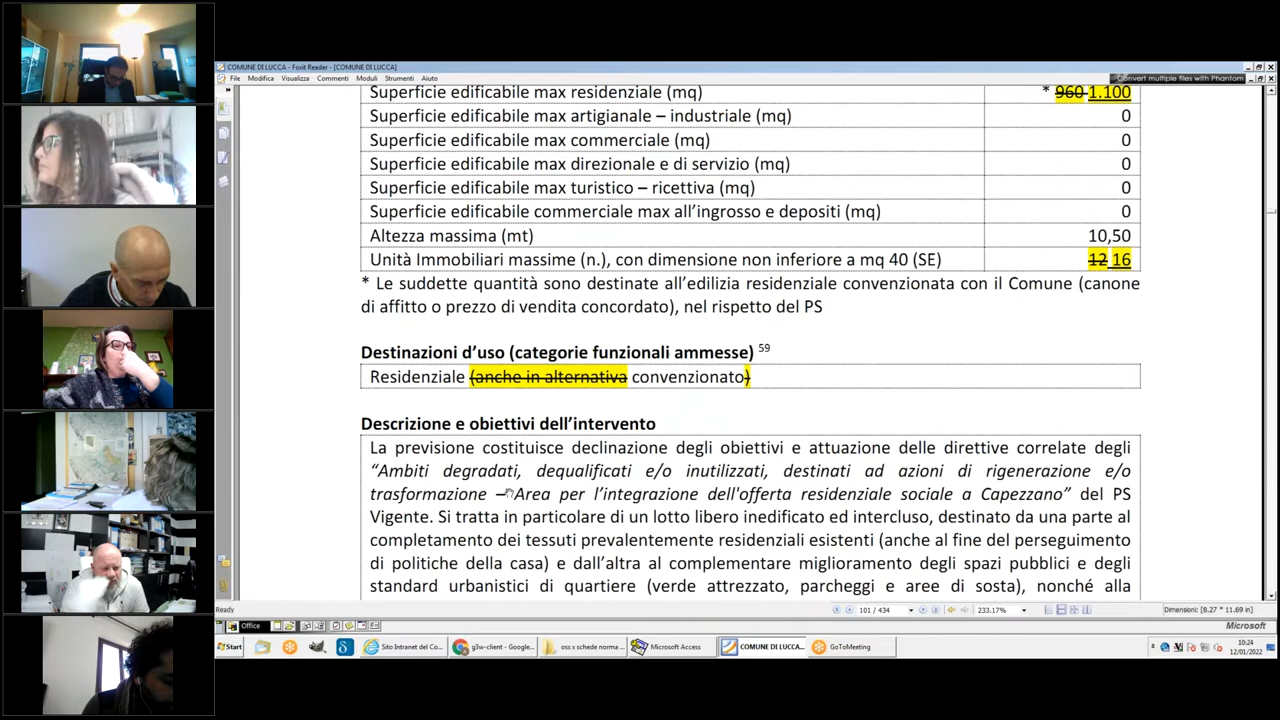 COMUNE DI LUCCA - Foxit Reader - [COMUNE DI LUCCA]
File Modifica Visualizza Commenti Moduli Strumenti Aiuto
Convert multiple files with Phantom
Superficie edificabile max residenziale (mq) * 960 1.100
Superficie edificabile max artigianale – industriale (mq) 0
Superficie edificabile max commerciale (mq) 0
Superficie edificabile max direzionale e di servizio (mq) 0
Superficie edificabile max turistico – ricettiva (mq) 0
Superficie edificabile commerciale max all'ingrosso e depositi (mq) 0
Altezza massima (mt) 10,50
Unità Immobiliari massime (n.), con dimensione non inferiore a mq 40 (SE) 12 16
* Le suddette quantità sono destinate all'edilizia residenziale convenzionata con il Comune (canone
di affitto o prezzo di vendita concordato), nel rispetto del PS
Destinazioni d'uso (categorie funzionali ammesse) 59
Residenziale (anche in alternativa convenzionato)
Descrizione e obiettivi dell'intervento
La previsione costituisce declinazione degli obiettivi e attuazione delle direttive correlate degli
“Ambiti degradati, dequalificati e/o inutilizzati, destinati ad azioni di rigenerazione e/o
trasformazione – Area per l'integrazione dell'offerta residenziale sociale a Capezzano” del PS
Vigente. Si tratta in particolare di un lotto libero inedificato ed intercluso, destinato da una parte al
completamento dei tessuti prevalentemente residenziali esistenti (anche al fine del perseguimento
di politiche della casa) e dall'altra al complementare miglioramento degli spazi pubblici e degli
standard urbanistici di quartiere (verde attrezzato, parcheggi e aree di sosta), nonché alla
Ready 101 / 434 233,17% Dimensioni: [8.27 * 11.69 in]
Office Microsoft
Start Sito Intranet del Co... g3w-client - Google... oss x schede norma ... Microsoft Access COMUNE DI LUCCA... GoToMeeting 10:24
12/01/2022